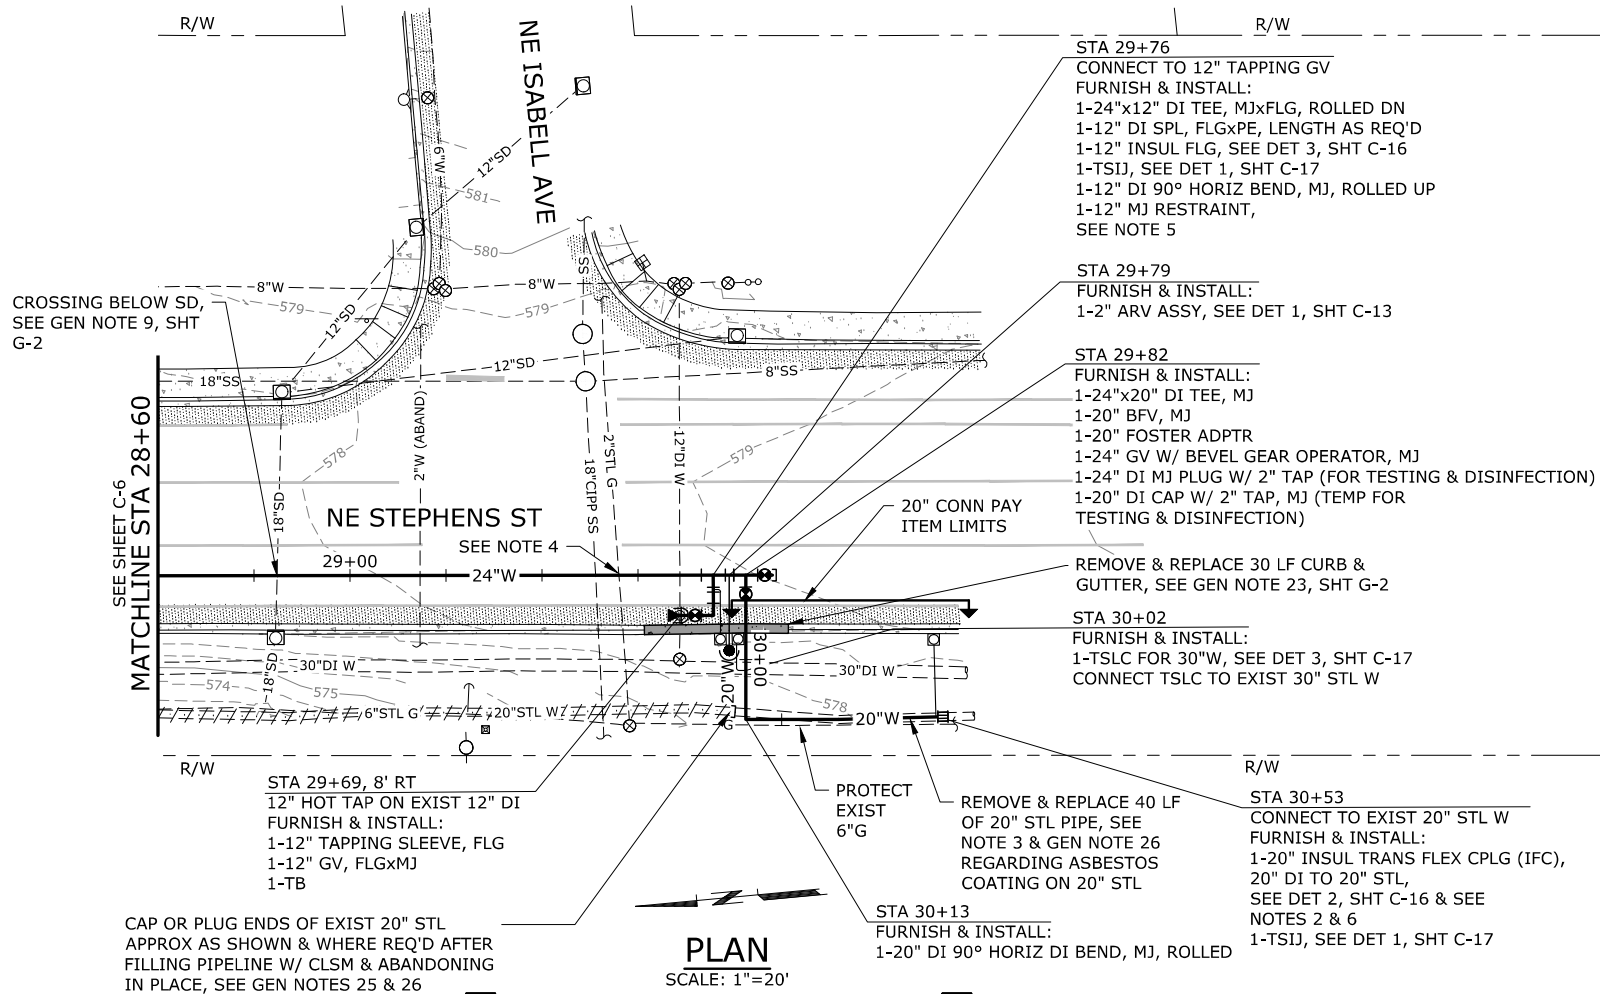 R/W
R/W
NE ISABELL AVE
STA 29+76
CONNECT TO 12" TAPPING GV
FURNISH & INSTALL:
1-24"x12" DI TEE, MJxFLG, ROLLED DN
1-12" DI SPL, FLGxPE, LENGTH AS REQ'D
1-12" INSUL FLG, SEE DET 3, SHT C-16
1-TSIJ, SEE DET 1, SHT C-17
1-12" DI 90° HORIZ BEND, MJ, ROLLED UP
1-12" MJ RESTRAINT,
SEE NOTE 5
6"W
12"SD
581
580
STA 29+79
FURNISH & INSTALL:
1-2" ARV ASSY, SEE DET 1, SHT C-13
CROSSING BELOW SD,
SEE GEN NOTE 9, SHT
G-2
8"W
8"W
SS
579
579
12"SD
STA 29+82
FURNISH & INSTALL:
1-24"x20" DI TEE, MJ
1-20" BFV, MJ
1-20" FOSTER ADPTR
1-24" GV W/ BEVEL GEAR OPERATOR, MJ
1-24" DI MJ PLUG W/ 2" TAP (FOR TESTING & DISINFECTION)
1-20" DI CAP W/ 2" TAP, MJ (TEMP FOR
TESTING & DISINFECTION)
12"SD
18"SS
8"SS
SEE SHEET C-6
MATCHLINE STA 28+60
578
2"W (ABAND)
18"SD
18"CIPP SS
2"STL G
12"DI W
579
20" CONN PAY
ITEM LIMITS
NE STEPHENS ST
SEE NOTE 4
29+00
24"W
REMOVE & REPLACE 30 LF CURB &
GUTTER, SEE GEN NOTE 23, SHT G-2
STA 30+02
FURNISH & INSTALL:
1-TSLC FOR 30"W, SEE DET 3, SHT C-17
CONNECT TSLC TO EXIST 30" STL W
30+00
18"SD
30"DI W
30"DI W
574
575
20"W
578
6"STL G
20"STL W
20"W
G
R/W
R/W
STA 29+69, 8' RT
12" HOT TAP ON EXIST 12" DI
FURNISH & INSTALL:
1-12" TAPPING SLEEVE, FLG
1-12" GV, FLGxMJ
1-TB
PROTECT
EXIST
6"G
REMOVE & REPLACE 40 LF
OF 20" STL PIPE, SEE
NOTE 3 & GEN NOTE 26
REGARDING ASBESTOS
COATING ON 20" STL
STA 30+53
CONNECT TO EXIST 20" STL W
FURNISH & INSTALL:
1-20" INSUL TRANS FLEX CPLG (IFC),
20" DI TO 20" STL,
SEE DET 2, SHT C-16 & SEE
NOTES 2 & 6
1-TSIJ, SEE DET 1, SHT C-17
CAP OR PLUG ENDS OF EXIST 20" STL
APPROX AS SHOWN & WHERE REQ'D AFTER
FILLING PIPELINE W/ CLSM & ABANDONING
IN PLACE, SEE GEN NOTES 25 & 26
STA 30+13
FURNISH & INSTALL:
1-20" DI 90° HORIZ DI BEND, MJ, ROLLED
Z
PLAN
SCALE: 1"=20'